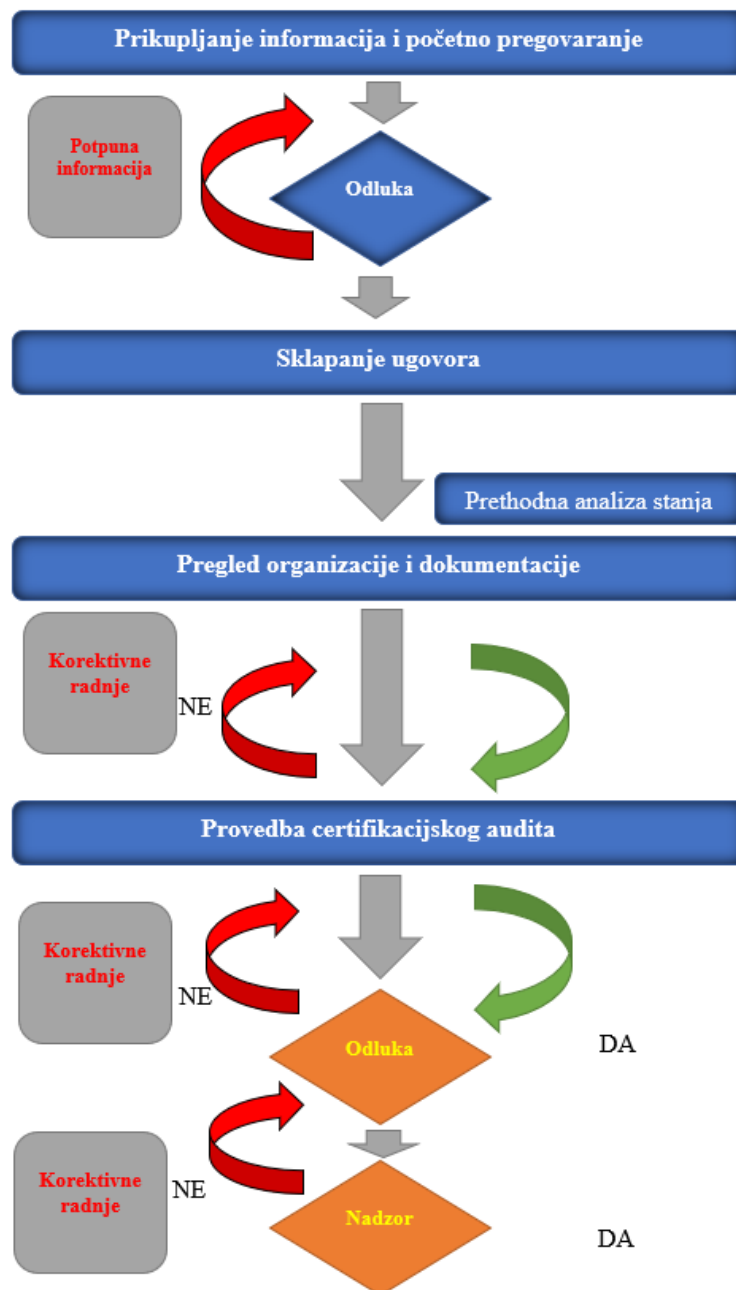 Prikupljanje informacija i početno pregovaranje
Potpuna
informacija
Odluka
Sklapanje ugovora
Prethodna analiza stanja
Pregled organizacije i dokumentacije
Korektivne
radnje
NE
Provedba certifikacijskog audita
Korektivne
radnje
NE
Odluka
DA
Korektivne
radnje
NE
Nadzor
DA